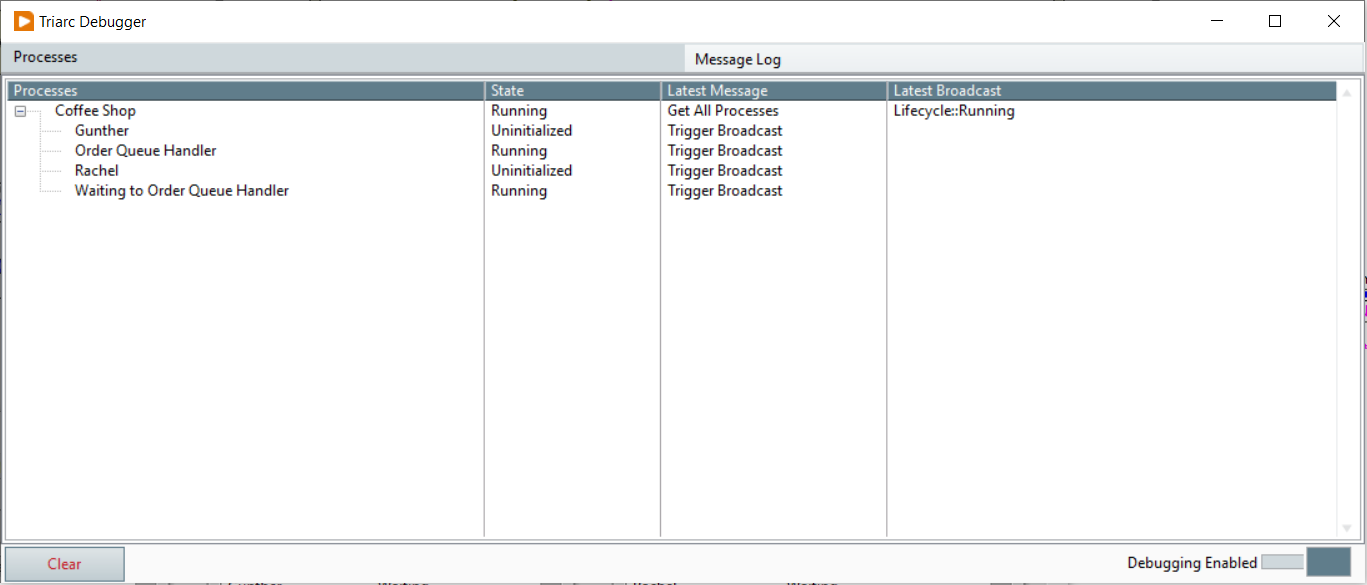 Triarc Debugger
Processes Message Log
Processes State Latest Message Latest Broadcast
Coffee Shop Running Get All Processes Lifecycle::Running
Gunther Uninitialized Trigger Broadcast
Order Queue Handler Running Trigger Broadcast
Rachel Uninitialized Trigger Broadcast
Waiting to Order Queue Handler Running Trigger Broadcast
Clear Debugging Enabled